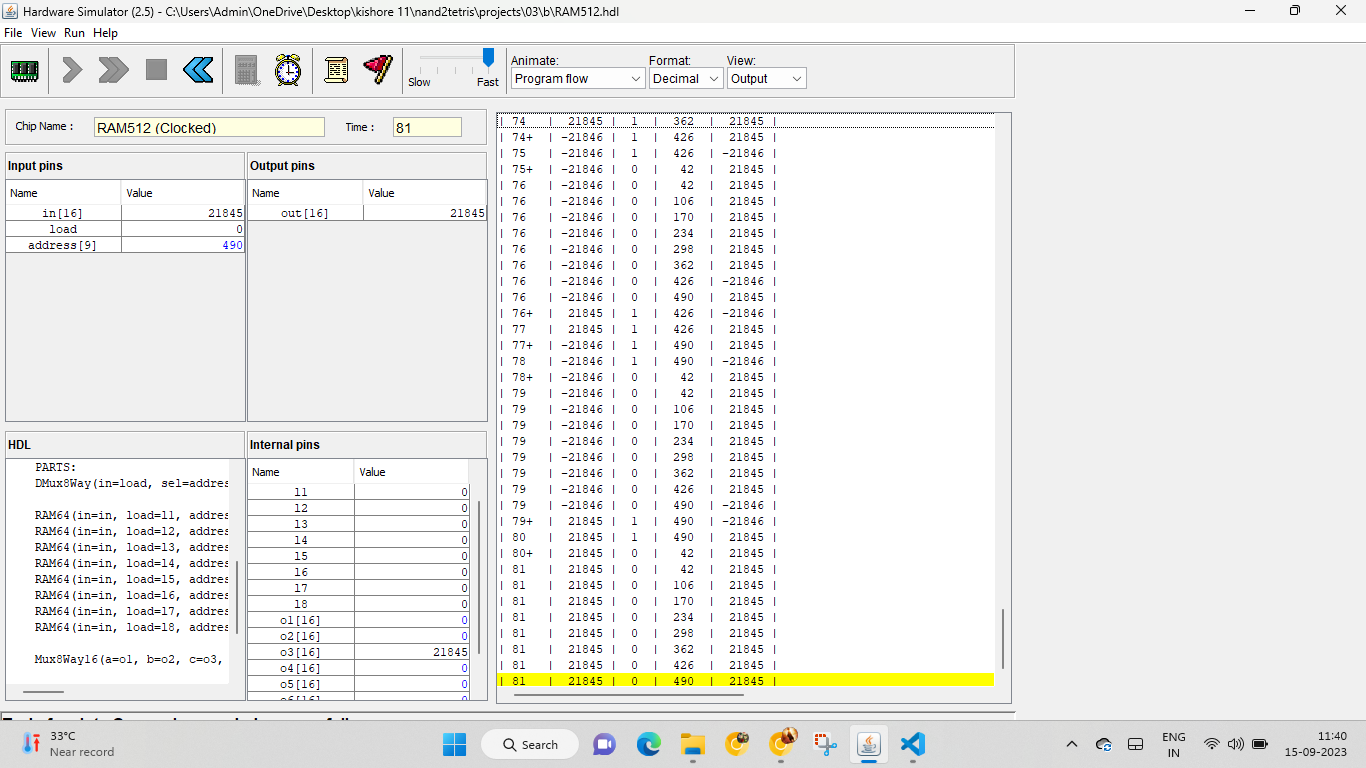 Hardware Simulator (2.5) - C:\Users\Admin\OneDrive\Desktop\kishore 11\nand2tetris\projects\03\b\RAM512.hdl
File View Run Help
Slow Fast
Animate: Format: View:
Program flow Decimal Output
Chip Name : RAM512 (Clocked) Time : 81
Input pins
Name Value
in[16] 21845
load 0
address[9] 490
Output pins
Name Value
out[16] 21845
HDL
PARTS:
DMux8Way(in=load, sel=addres
RAM64(in=in, load=l1, addres
RAM64(in=in, load=l2, addres
RAM64(in=in, load=l3, addres
RAM64(in=in, load=l4, addres
RAM64(in=in, load=l5, addres
RAM64(in=in, load=l6, addres
RAM64(in=in, load=l7, addres
RAM64(in=in, load=l8, addres
Mux8Way16(a=o1, b=o2, c=o3,
Internal pins
Name Value
l1 0
l2 0
l3 0
l4 0
l5 0
l6 0
l7 0
l8 0
o1[16] 0
o2[16] 0
o3[16] 21845
o4[16] 0
o5[16] 0
| 74 | 21845 | 1 | 362 | 21845 |
| 74+ | -21846 | 1 | 426 | 21845 |
| 75 | -21846 | 1 | 426 | -21846 |
| 75+ | -21846 | 0 | 42 | 21845 |
| 76 | -21846 | 0 | 42 | 21845 |
| 76 | -21846 | 0 | 106 | 21845 |
| 76 | -21846 | 0 | 170 | 21845 |
| 76 | -21846 | 0 | 234 | 21845 |
| 76 | -21846 | 0 | 298 | 21845 |
| 76 | -21846 | 0 | 362 | 21845 |
| 76 | -21846 | 0 | 426 | -21846 |
| 76 | -21846 | 0 | 490 | 21845 |
| 76+ | 21845 | 1 | 426 | -21846 |
| 77 | 21845 | 1 | 426 | 21845 |
| 77+ | -21846 | 1 | 490 | 21845 |
| 78 | -21846 | 1 | 490 | -21846 |
| 78+ | -21846 | 0 | 42 | 21845 |
| 79 | -21846 | 0 | 42 | 21845 |
| 79 | -21846 | 0 | 106 | 21845 |
| 79 | -21846 | 0 | 170 | 21845 |
| 79 | -21846 | 0 | 234 | 21845 |
| 79 | -21846 | 0 | 298 | 21845 |
| 79 | -21846 | 0 | 362 | 21845 |
| 79 | -21846 | 0 | 426 | 21845 |
| 79 | -21846 | 0 | 490 | -21846 |
| 79+ | 21845 | 1 | 490 | -21846 |
| 80 | 21845 | 1 | 490 | 21845 |
| 80+ | 21845 | 0 | 42 | 21845 |
| 81 | 21845 | 0 | 42 | 21845 |
| 81 | 21845 | 0 | 106 | 21845 |
| 81 | 21845 | 0 | 170 | 21845 |
| 81 | 21845 | 0 | 234 | 21845 |
| 81 | 21845 | 0 | 298 | 21845 |
| 81 | 21845 | 0 | 362 | 21845 |
| 81 | 21845 | 0 | 426 | 21845 |
| 81 | 21845 | 0 | 490 | 21845 |
33°C
Near record
Search
ENG
IN
11:40
15-09-2023